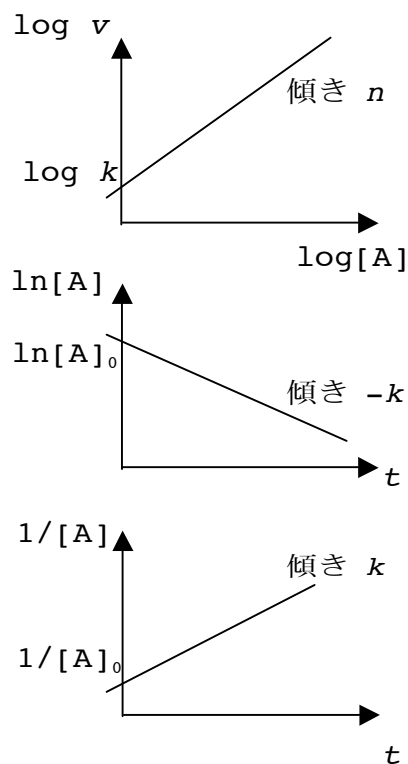 log v
傾き n
log k
log[A]
ln[A]
ln[A]₀
傾き –k
t
1/[A]
傾き k
1/[A]₀
t